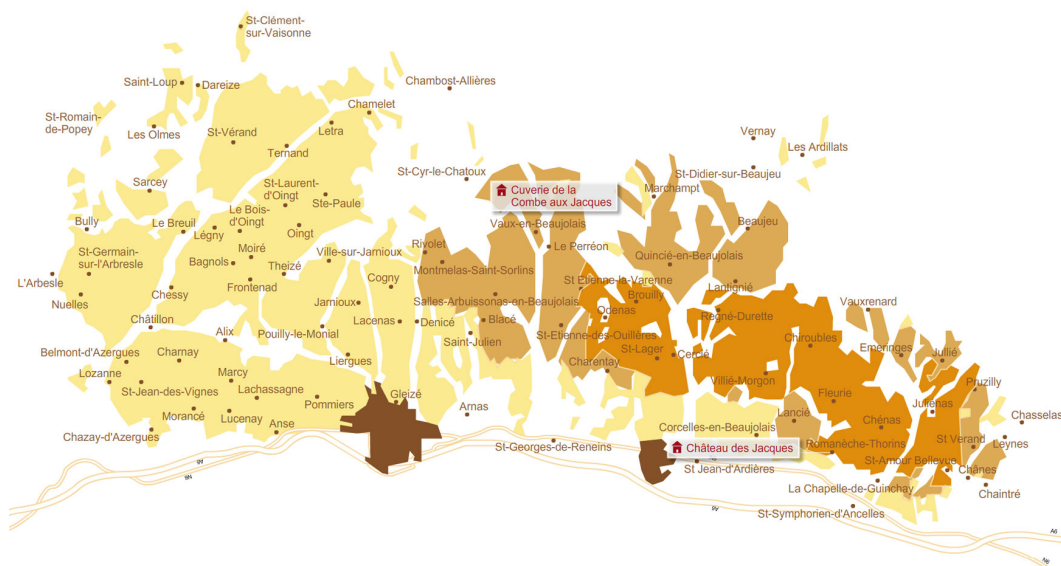 St-Clément-
sur-Vaisonne
Saint-Loup
Dareize
Chambost-Allières
Chamelet
St-Romain-
de-Popey
Les Olmes
St-Vérand
Letra
Ternand
Vernay
Les Ardillats
St-Cyr-le-Chatoux
St-Didier-sur-Beaujeu
Sarcey
St-Laurent-
d'Oingt
Ste-Paule
Marchampt
Cuverie de la
Combe aux Jacques
Bully
Le Breuil
Légny
Le Bois-
d'Oingt
Oingt
Vaux-en-Beaujolais
Beaujeu
St-Germain-
sur-l'Arbresle
Moiré
Bagnols
Theizé
Ville-sur-Jarnioux
Rivolet
Le Perréon
Montmelas-Saint-Sorlins
Quincié-en-Beaujolais
L'Arbesle
Nuelles
Chessy
Frontenad
Cogny
St Etienne-la-Varenne
Lantignié
Jarnioux
Salles-Arbuissonas-en-Beaujolais
Brouilly
Odenas
Regné-Durette
Vauxrenard
Châtillon
Alix
Pouilly-le-Monial
Lacenas
Denicé
Blacé
Saint-Julien
St-Etienne-des-Ouillères
Chiroubles
Emeringes
Jullié
Belmont-d'Azergues
Charnay
Liergues
Charentay
St-Lager
Cercié
Lozanne
St-Jean-des-Vignes
Marcy
Lachassagne
Villié-Morgon
Pruzilly
Pommiers
Gleizé
Fleurie
Juliénas
Morancé
Lucenay
Arnas
Lancié
Chénas
Chasselas
Chazay-d'Azergues
Anse
Corcelles-en-Beaujolais
St-Georges-de-Reneins
Château des Jacques
Romanèche-Thorins
St Verand
Leynes
St Jean-d'Ardières
St-Amour Bellevue
Chânes
La Chapelle-de-Guinchay
Chaintré
St-Symphorien-d'Ancelles
A6
N6